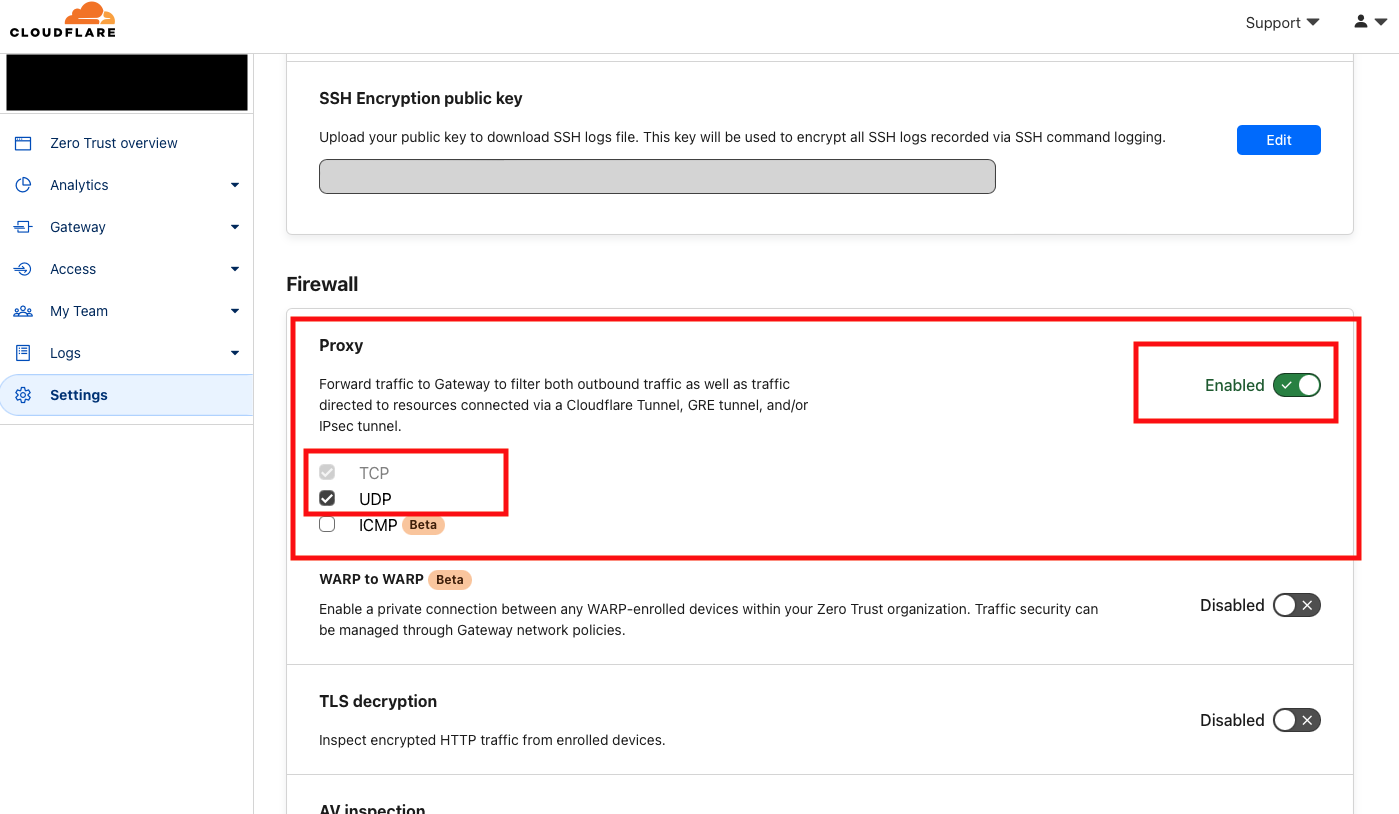 CLOUDFLARE
Support
Zero Trust overview
Analytics
Gateway
Access
My Team
Logs
Settings
SSH Encryption public key
Upload your public key to download SSH logs file. This key will be used to encrypt all SSH logs recorded via SSH command logging.
Edit
Firewall
Proxy
Forward traffic to Gateway to filter both outbound traffic as well as traffic
directed to resources connected via a Cloudflare Tunnel, GRE tunnel, and/or
IPsec tunnel.
Enabled
TCP
UDP
ICMP Beta
WARP to WARP Beta
Enable a private connection between any WARP-enrolled devices within your Zero Trust organization. Traffic security can
be managed through Gateway network policies.
Disabled
TLS decryption
Inspect encrypted HTTP traffic from enrolled devices.
Disabled
AV inspection